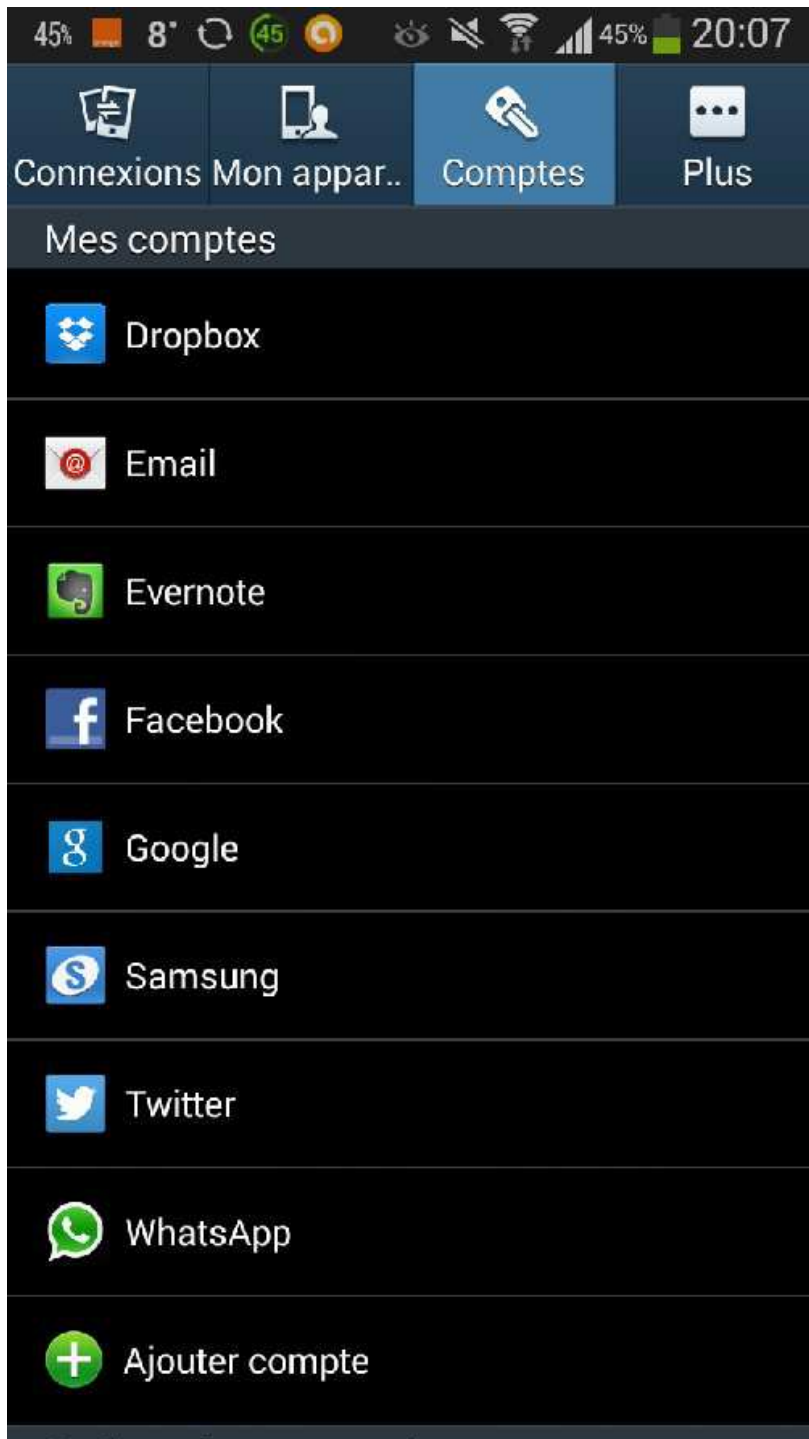 45% 8° 45 45% 20:07
Connexions Mon appar.. Comptes Plus
Mes comptes
Dropbox
Email
Evernote
Facebook
Google
Samsung
Twitter
WhatsApp
Ajouter compte